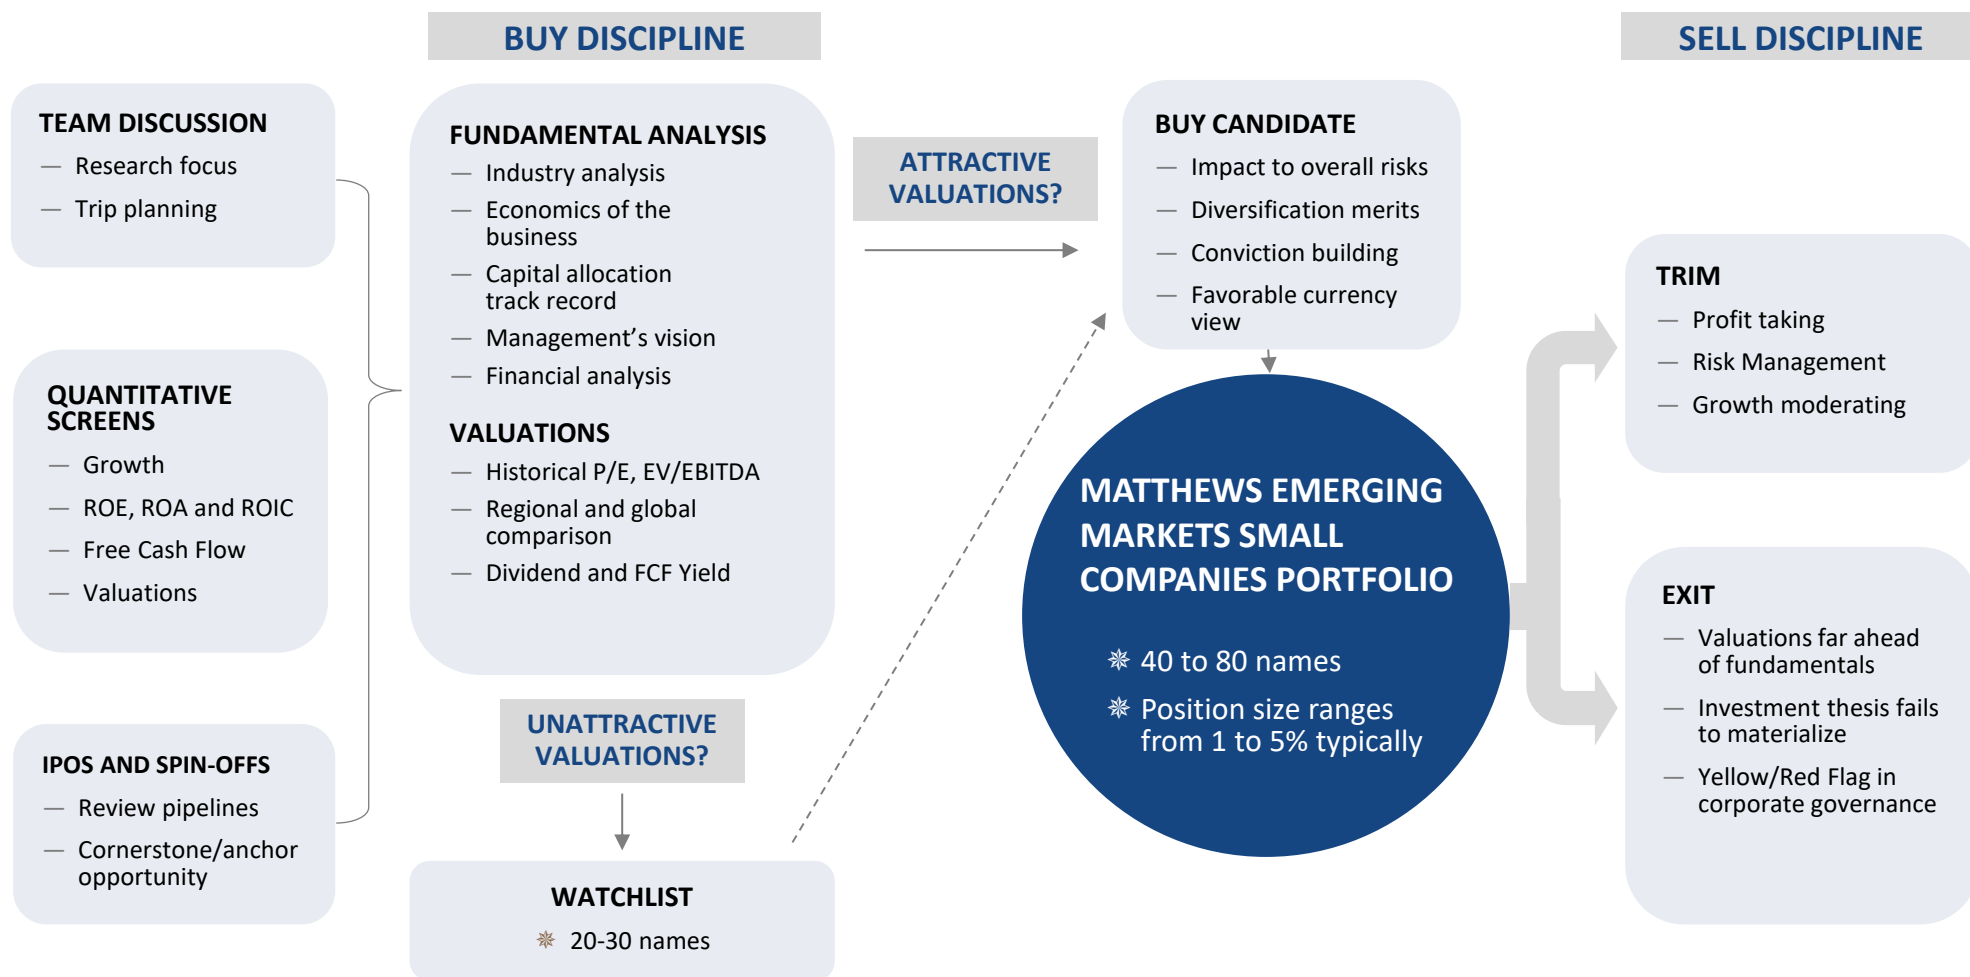 BUY DISCIPLINE
SELL DISCIPLINE
TEAM DISCUSSION
— Research focus
— Trip planning
QUANTITATIVE
SCREENS
— Growth
— ROE, ROA and ROIC
— Free Cash Flow
— Valuations
IPOS AND SPIN-OFFS
— Review pipelines
— Cornerstone/anchor
opportunity
FUNDAMENTAL ANALYSIS
— Industry analysis
— Economics of the
business
— Capital allocation
track record
— Management’s vision
— Financial analysis
VALUATIONS
— Historical P/E, EV/EBITDA
— Regional and global
comparison
— Dividend and FCF Yield
UNATTRACTIVE
VALUATIONS?
WATCHLIST
✵ 20-30 names
ATTRACTIVE
VALUATIONS?
BUY CANDIDATE
— Impact to overall risks
— Diversification merits
— Conviction building
— Favorable currency
view
MATTHEWS EMERGING
MARKETS SMALL
COMPANIES PORTFOLIO
✵ 40 to 80 names
✵ Position size ranges
from 1 to 5% typically
TRIM
— Profit taking
— Risk Management
— Growth moderating
EXIT
— Valuations far ahead
of fundamentals
— Investment thesis fails
to materialize
— Yellow/Red Flag in
corporate governance